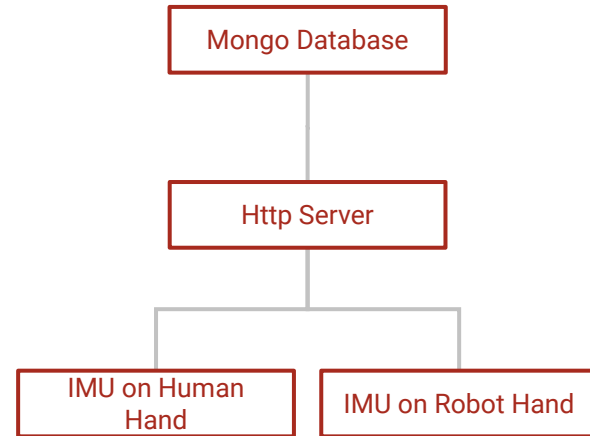 Mongo Database
Http Server
IMU on Human
Hand
IMU on Robot Hand